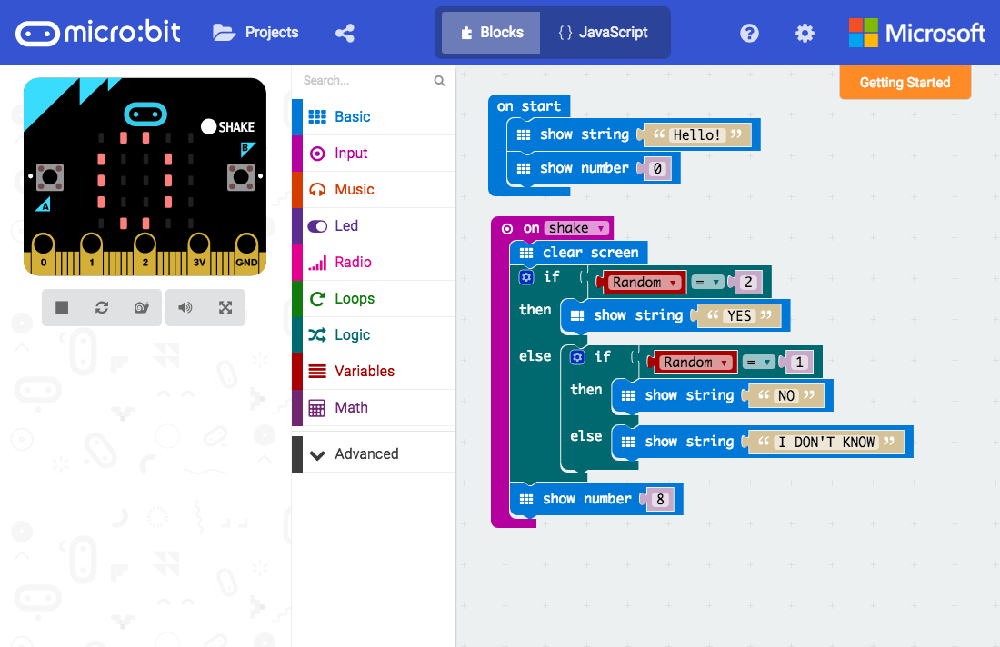 micro:bit Projects Blocks {} JavaScript ? Microsoft
Getting Started
Search...
SHAKE
B
A
0 1 2 3V GND
Basic
Input
Music
Led
Radio
Loops
Logic
Variables
Math
Advanced
on start
show string “ Hello! ”
show number 0
on shake
clear screen
if Random = 2
then show string “ YES ”
else if Random = 1
then show string “ NO ”
else show string “ I DON'T KNOW ”
show number 8